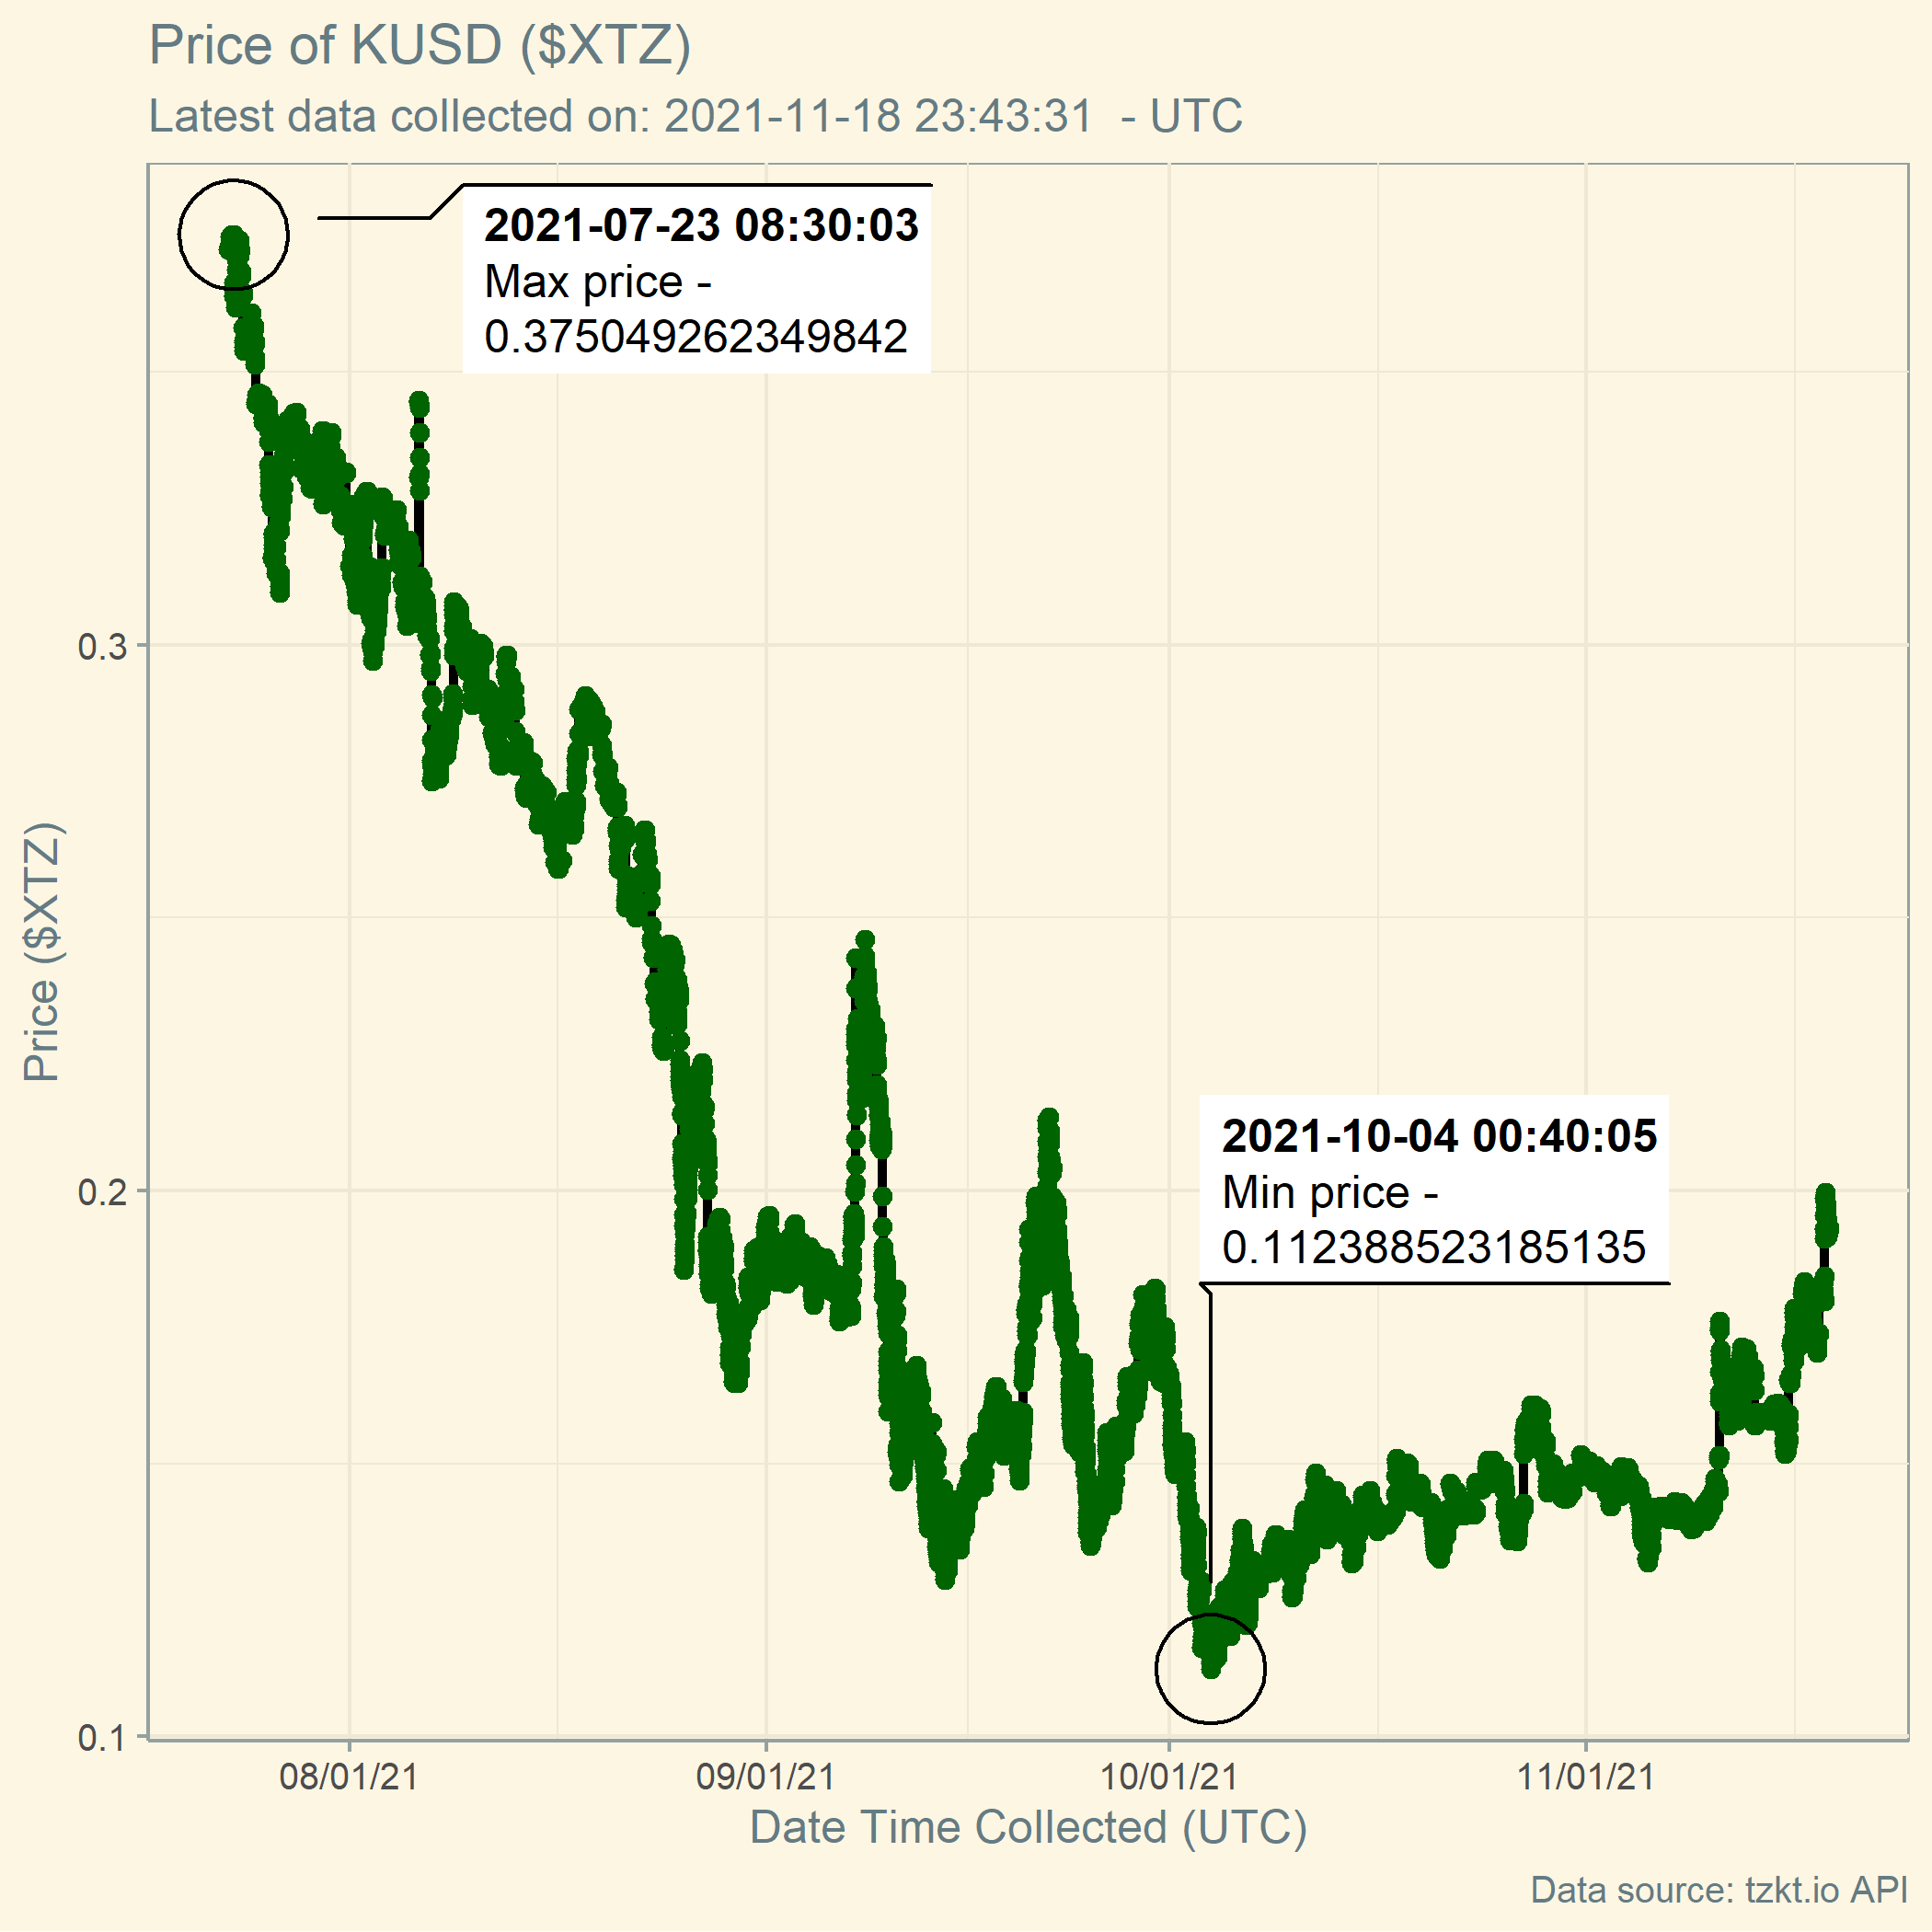 Price of KUSD ($XTZ)
Latest data collected on: 2021-11-18 23:43:31  - UTC
2021-07-23 08:30:03
Max price -
0.375049262349842
0.3
Price ($XTZ)
0.2
2021-10-04 00:40:05
Min price -
0.112388523185135
0.1
08/01/21
09/01/21
10/01/21
11/01/21
Date Time Collected (UTC)
Data source: tzkt.io API